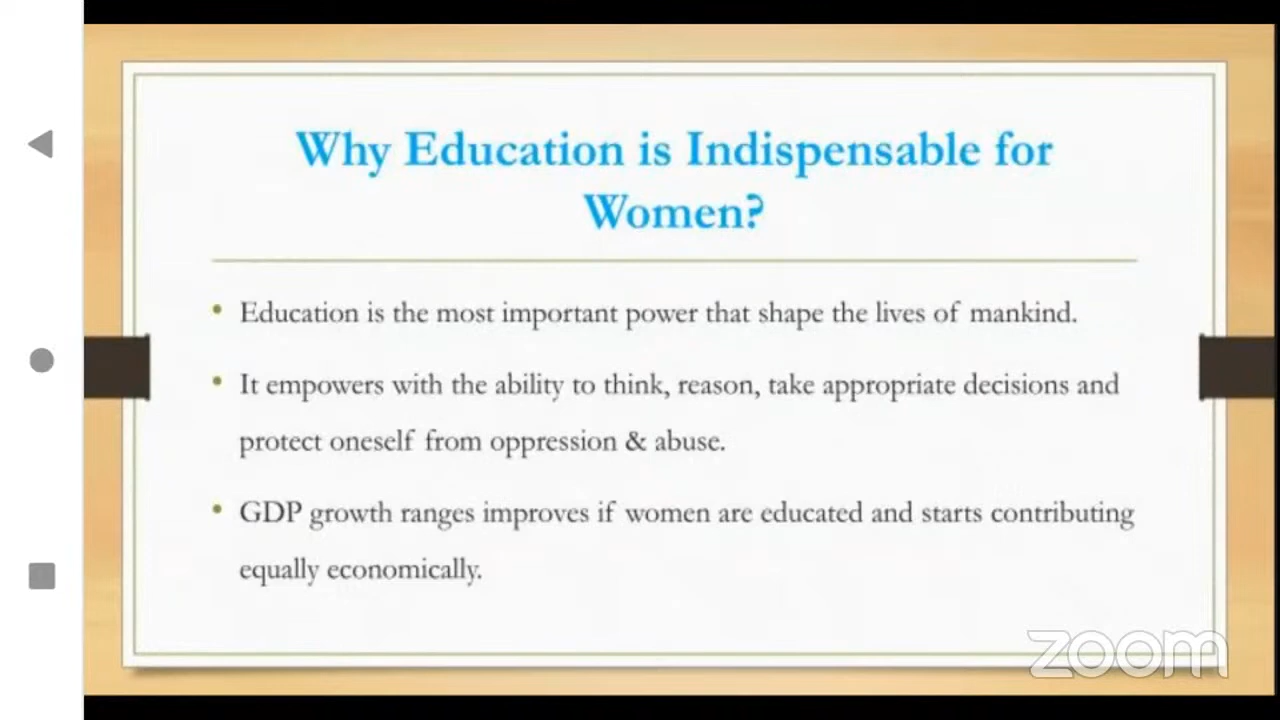 Why Education is Indispensable for
Women?
• Education is the most important power that shape the lives of mankind.
• It empowers with the ability to think, reason, take appropriate decisions and
protect oneself from oppression & abuse.
• GDP growth ranges improves if women are educated and starts contributing
equally economically.
zoom